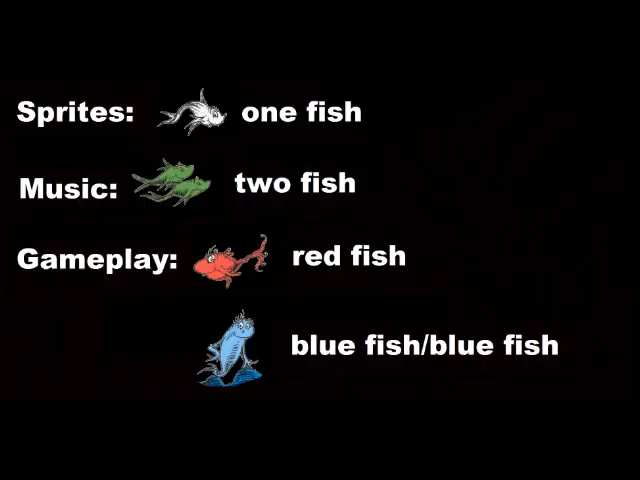 Sprites: one fish
Music: two fish
Gameplay: red fish
blue fish/blue fish